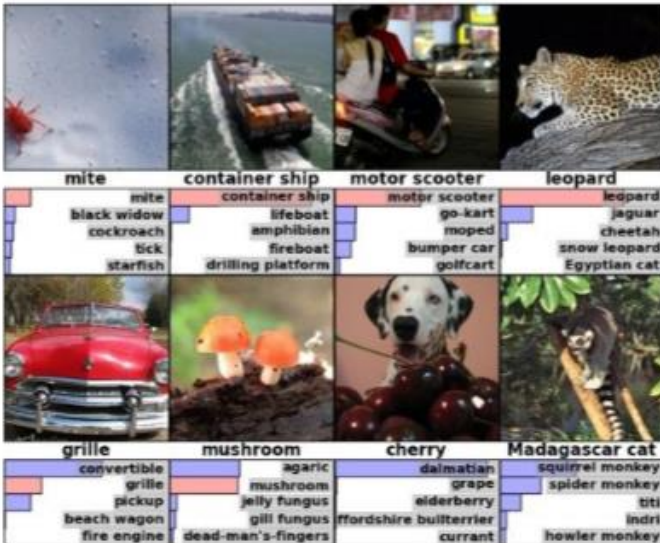 mite container ship motor scooter leopard
mite container ship motor scooter leopard
black widow lifeboat go-kart jaguar
cockroach amphibian moped cheetah
tick fireboat bumper car snow leopard
starfish drilling platform golfcart Egyptian cat
grille mushroom cherry Madagascar cat
convertible agaric dalmatian squirrel monkey
grille mushroom grape spider monkey
pickup jelly fungus elderberry titi
beach wagon gill fungus ffordshire bullterrier indri
fire engine dead-man's-fingers currant howler monkey